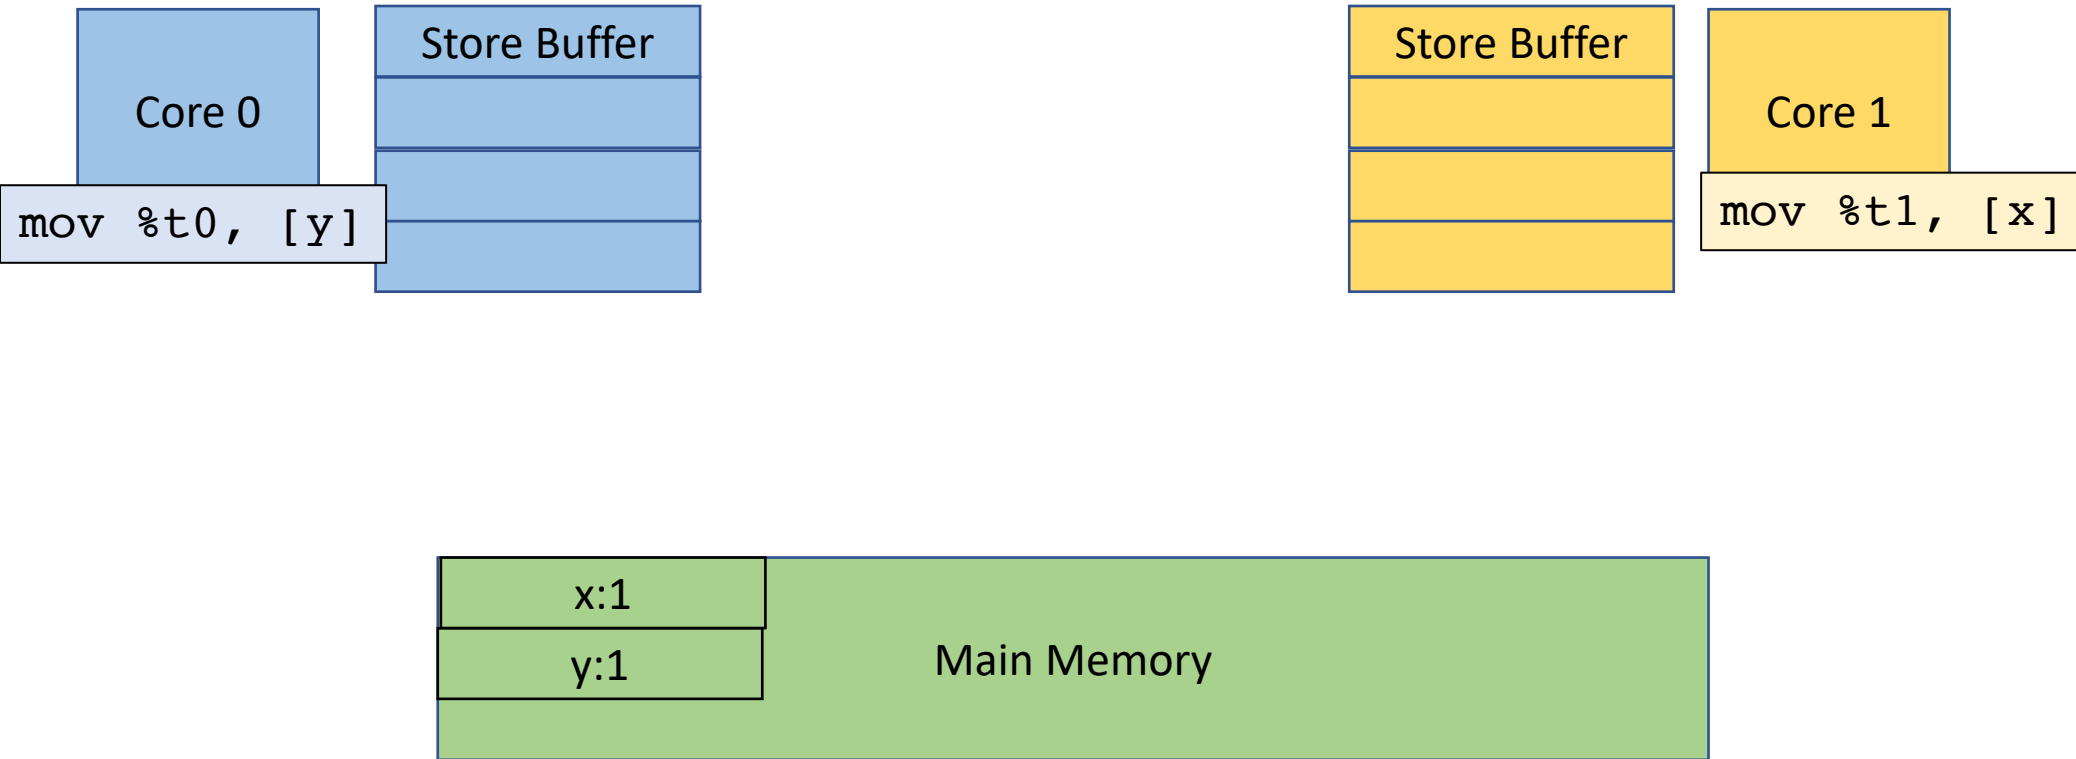 Store Buffer
Store Buffer
Core 0
Core 1
mov %t0, [y]
mov %t1, [x]
x:1
y:1
Main Memory